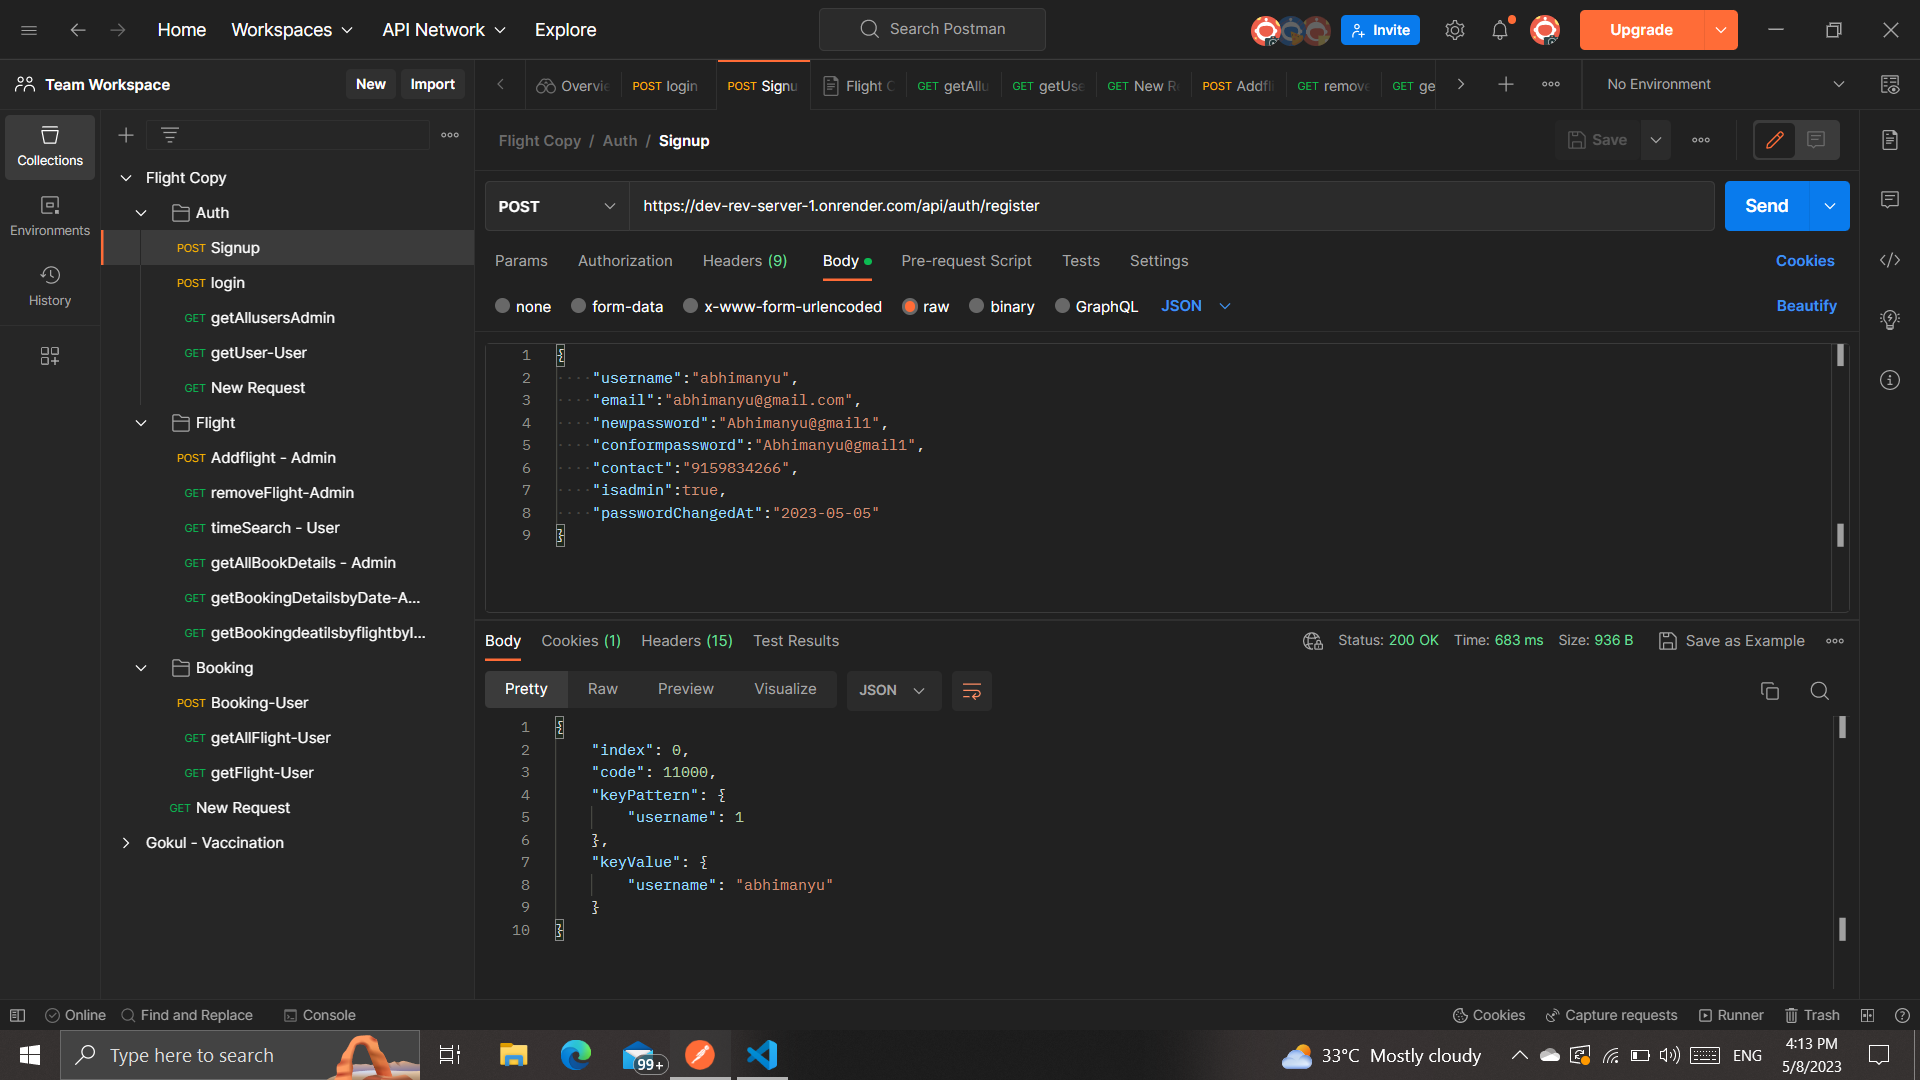 Home
Workspaces
API Network
Explore
Search Postman
Invite
Upgrade
Team Workspace
New
Import
Overvie
POST login
POST Signu
Flight C
GET getAllu
GET getUse
GET New R
POST Addfli
GET remove
GET ge
No Environment
Collections
Environments
History
Flight Copy
Auth
POST Signup
POST login
GET getAllusersAdmin
GET getUser-User
GET New Request
Flight
POST Addflight - Admin
GET removeFlight-Admin
GET timeSearch - User
GET getAllBookDetails - Admin
GET getBookingDetailsbyDate-A...
GET getBookingdeatilsbyflightbyI...
Booking
POST Booking-User
GET getAllFlight-User
GET getFlight-User
GET New Request
Gokul - Vaccination
Flight Copy / Auth / Signup
Save
POST
https://dev-rev-server-1.onrender.com/api/auth/register
Send
Params
Authorization
Headers (9)
Body
Pre-request Script
Tests
Settings
Cookies
none
form-data
x-www-form-urlencoded
raw
binary
GraphQL
JSON
Beautify
1 {
2 "username":"abhimanyu",
3 "email":"abhimanyu@gmail.com",
4 "newpassword":"Abhimanyu@gmail1",
5 "conformpassword":"Abhimanyu@gmail1",
6 "contact":"9159834266",
7 "isadmin":true,
8 "passwordChangedAt":"2023-05-05"
9 }
Body
Cookies (1)
Headers (15)
Test Results
Status: 200 OK
Time: 683 ms
Size: 936 B
Save as Example
Pretty
Raw
Preview
Visualize
JSON
1 {
2 "index": 0,
3 "code": 11000,
4 "keyPattern": {
5 "username": 1
6 },
7 "keyValue": {
8 "username": "abhimanyu"
9 }
10 }
Online
Find and Replace
Console
Cookies
Capture requests
Runner
Trash
Type here to search
99+
33°C Mostly cloudy
ENG
4:13 PM
5/8/2023